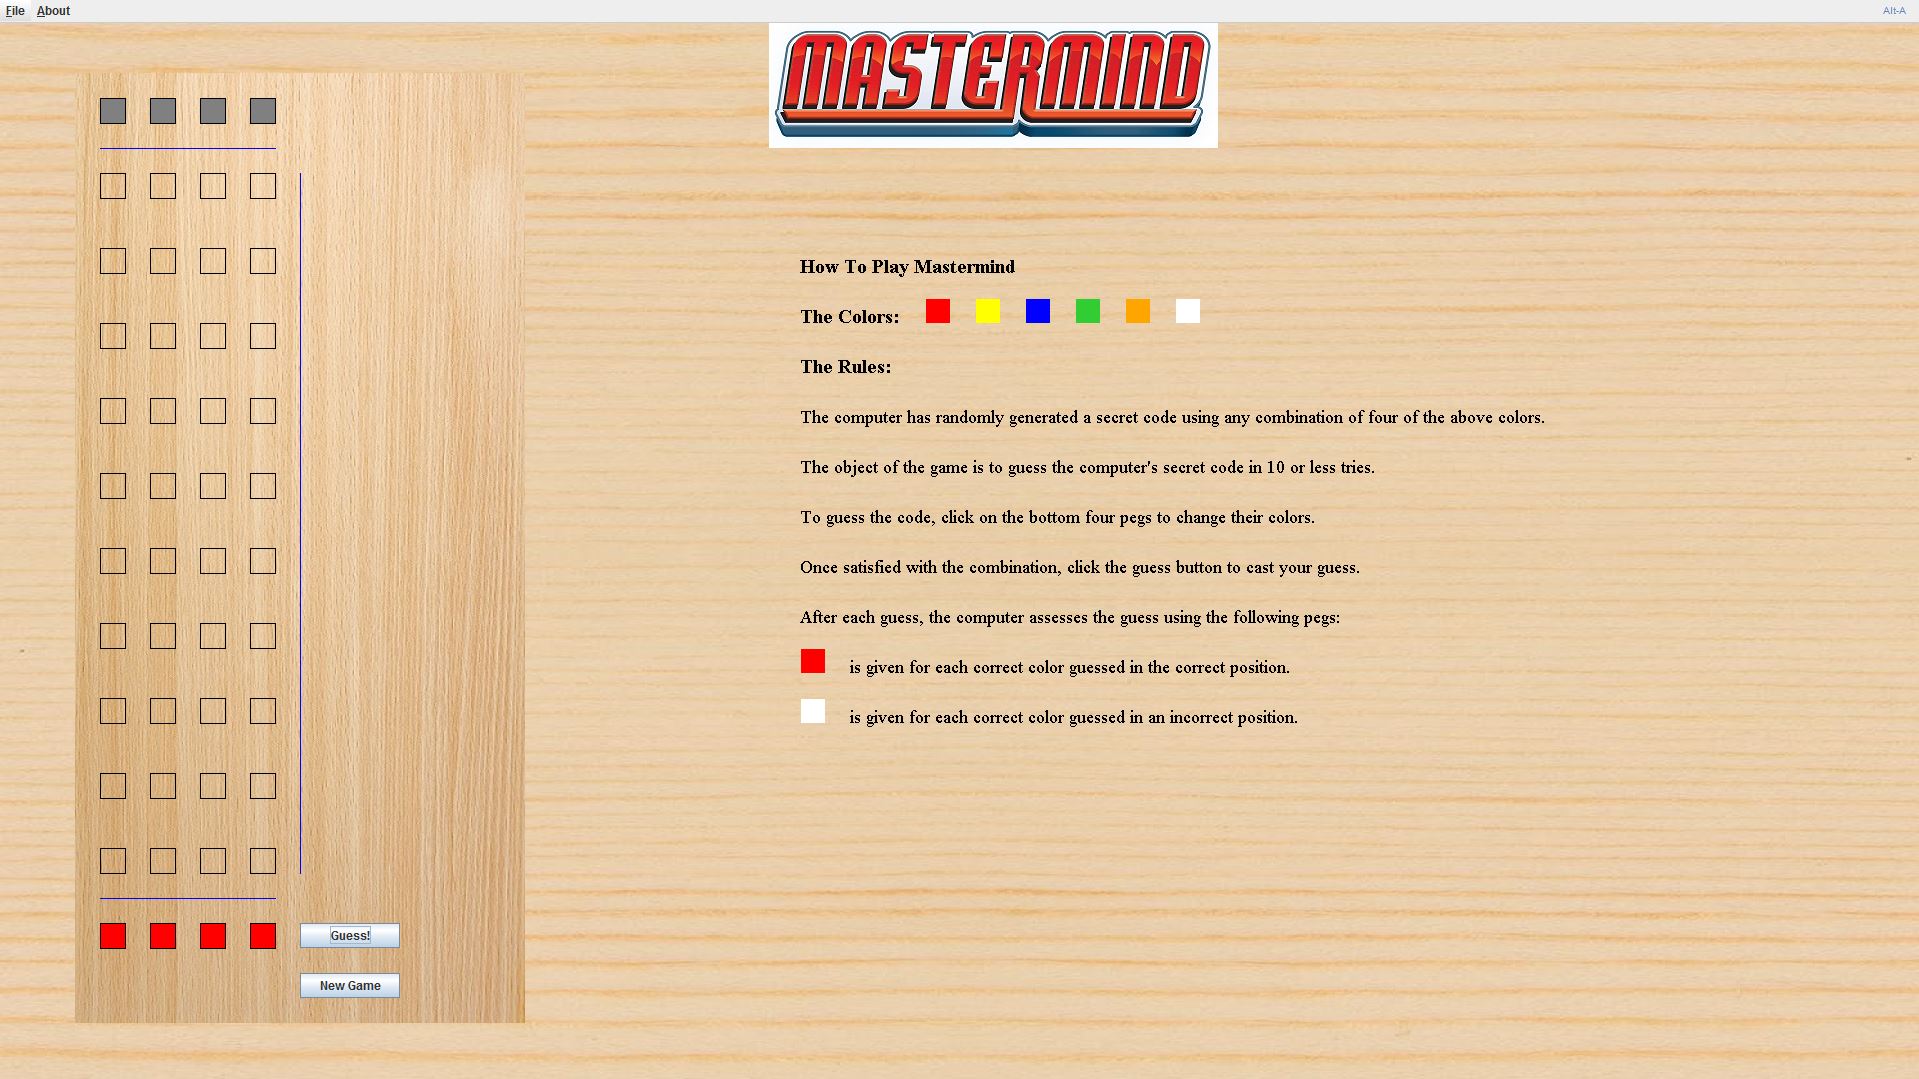 File About Alt-A
MASTERMIND
How To Play Mastermind
The Colors:
The Rules:
The computer has randomly generated a secret code using any combination of four of the above colors.
The object of the game is to guess the computer's secret code in 10 or less tries.
To guess the code, click on the bottom four pegs to change their colors.
Once satisfied with the combination, click the guess button to cast your guess.
After each guess, the computer assesses the guess using the following pegs:
is given for each correct color guessed in the correct position.
is given for each correct color guessed in an incorrect position.
Guess!
New Game